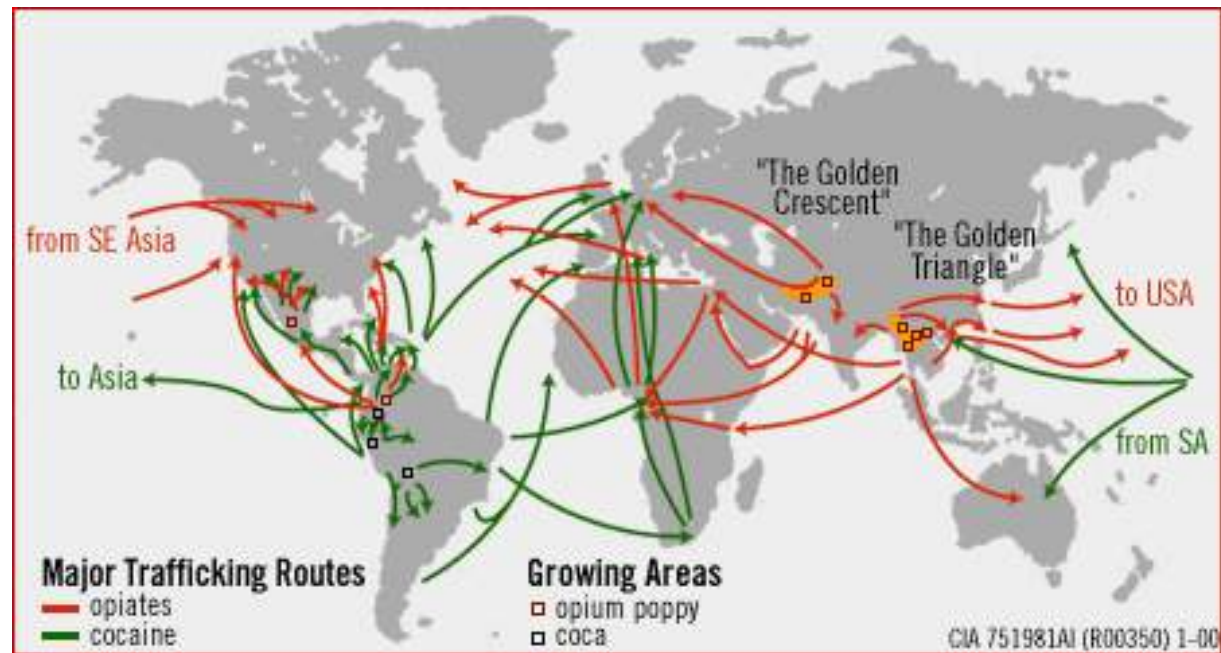 "The Golden
Crescent"
"The Golden
Triangle"
from SE Asia
to USA
to Asia
from SA
Major Trafficking Routes
opiates
cocaine
Growing Areas
opium poppy
coca
CIA 751981AI (R00350) 1-00